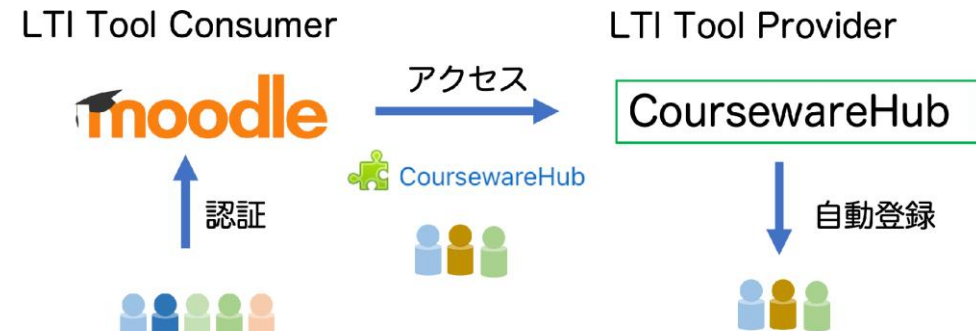 LTI Tool Consumer
LTI Tool Provider
moodle
アクセス
CoursewareHub
CoursewareHub
認証
自動登録